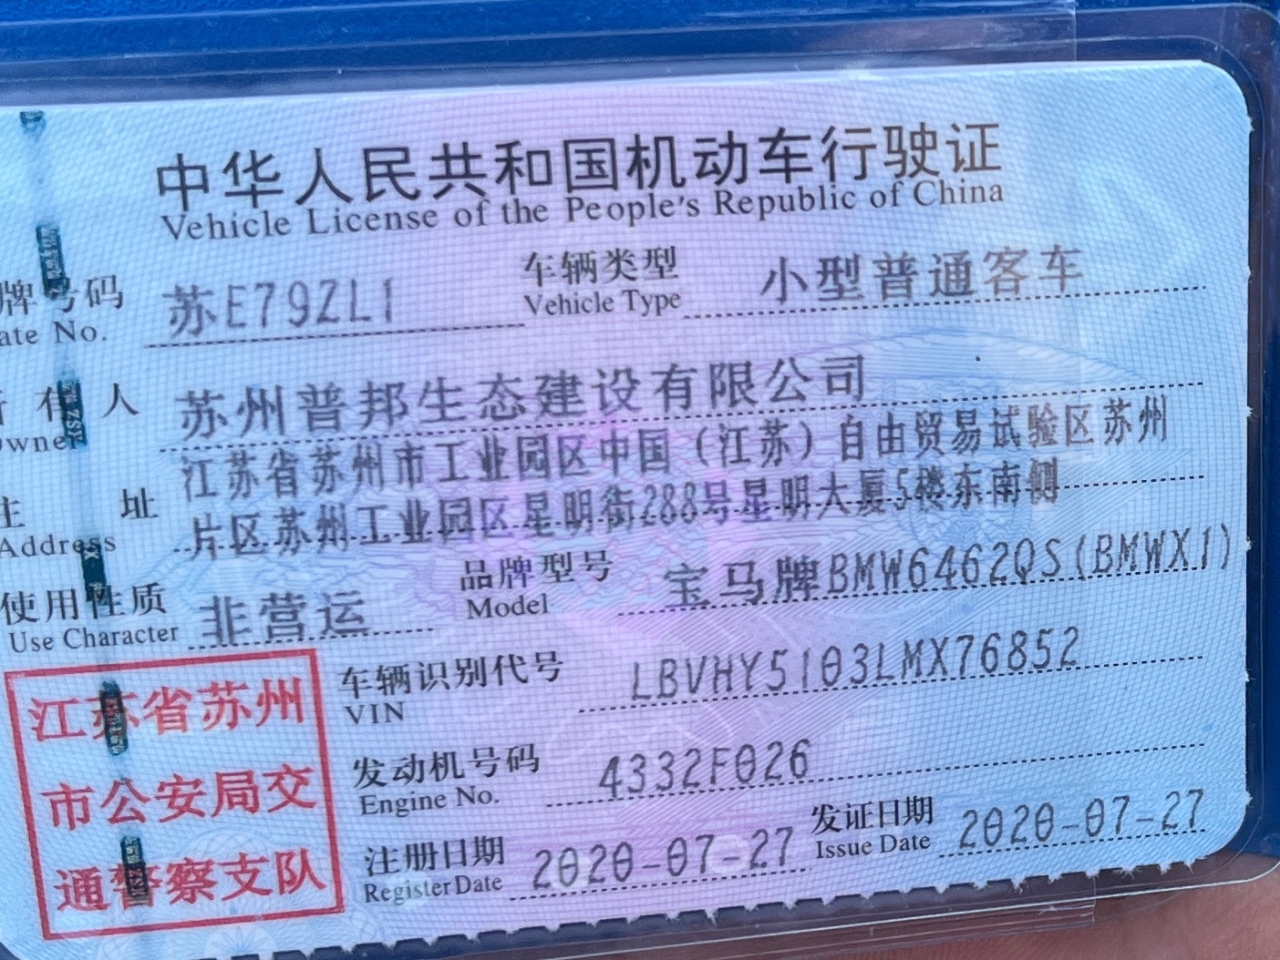 中华人民共和国机动车行驶证
Vehicle License of the People's Republic of China
牌号码 苏E79ZL1 车辆类型 小型普通客车
ate No. Vehicle Type
所有人 苏州普邦生态建设有限公司
Owner
江苏省苏州市工业园区中国（江苏）自由贸易试验区苏州
住 址 片区苏州工业园区星明街288号星明大厦5楼东南侧
Address
使用性质 非营运 品牌型号 宝马牌BMW6462QS(BMWX1)
Use Character Model
车辆识别代号 LBVHY5103LMX76852
VIN
发动机号码 4332F026
Engine No.
注册日期 2020-07-27 发证日期 2020-07-27
Register Date Issue Date
江苏省苏州
市公安局交
通警察支队